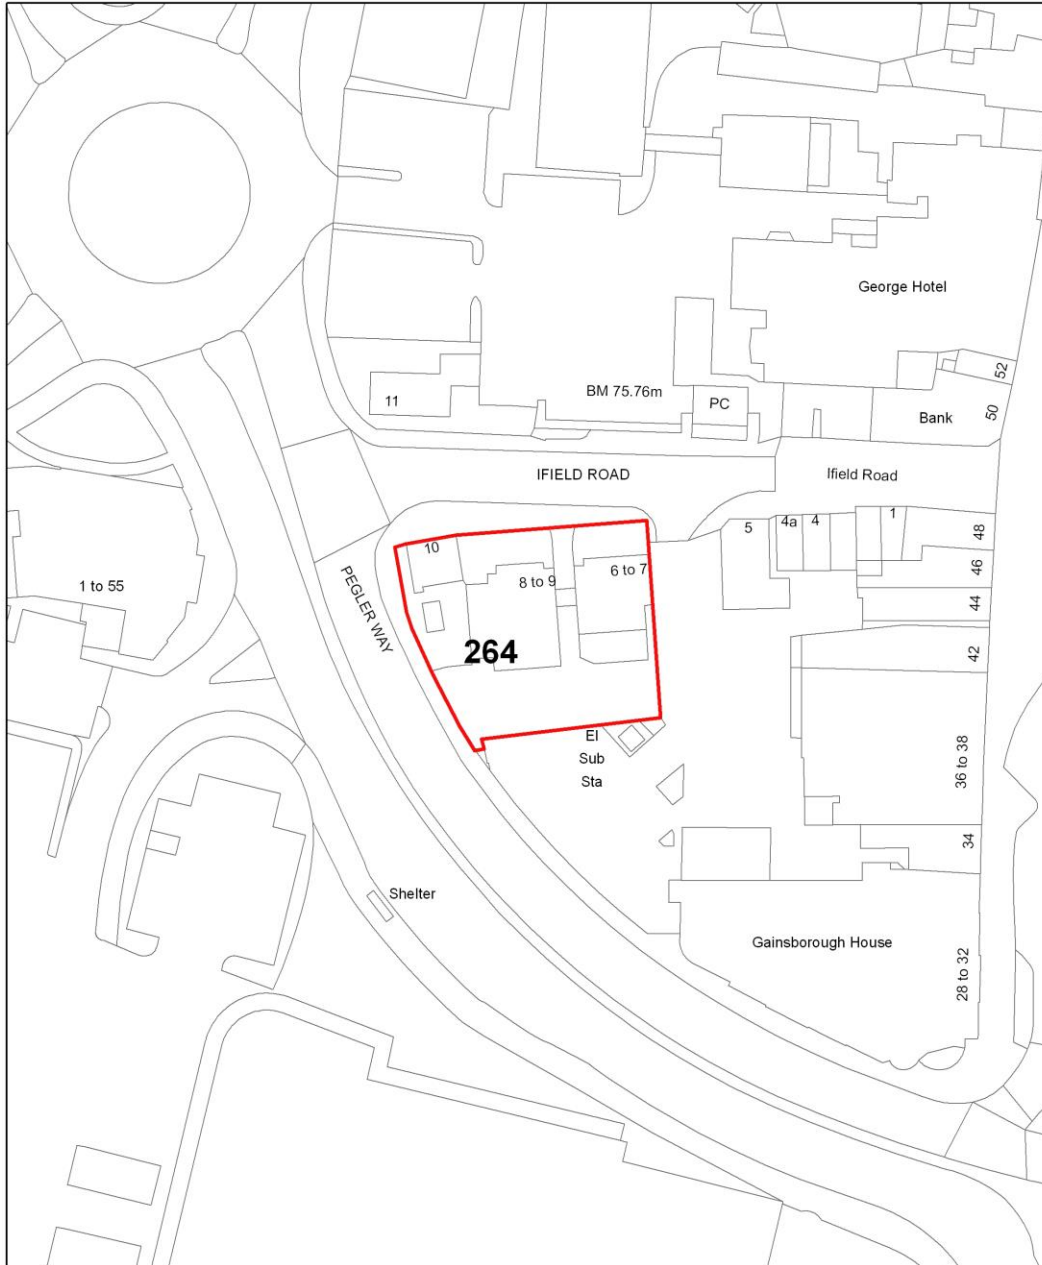 George Hotel
52
BM 75.76m
11
PC
50
Bank
IFIELD ROAD
Ifield Road
1
4a
4
5
48
10
46
6 to 7
8 to 9
1 to 55
44
PEGLER WAY
264
42
El
Sub
Sta
36 to 38
34
Shelter
Gainsborough House
28 to 32